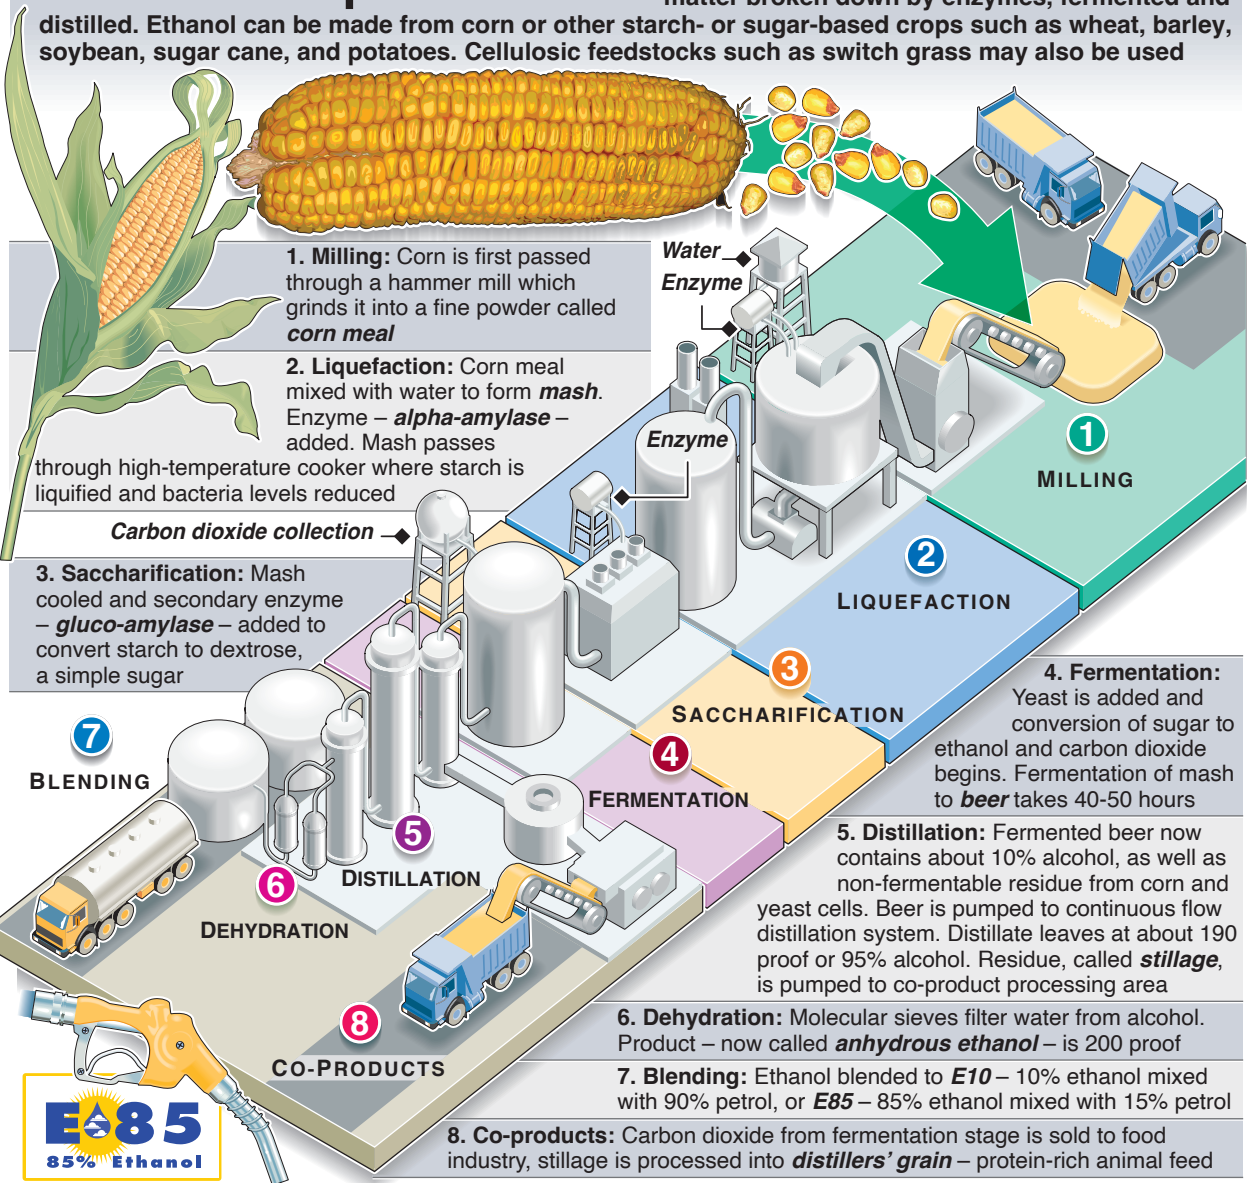 matter broken down by enzymes, fermented and
distilled. Ethanol can be made from corn or other starch- or sugar-based crops such as wheat, barley,
soybean, sugar cane, and potatoes. Cellulosic feedstocks such as switch grass may also be used
1. Milling: Corn is first passed
through a hammer mill which
grinds it into a fine powder called
corn meal
2. Liquefaction: Corn meal
mixed with water to form mash.
Enzyme – alpha-amylase –
added. Mash passes
through high-temperature cooker where starch is
liquified and bacteria levels reduced
Water
Enzyme
Enzyme
Carbon dioxide collection
3. Saccharification: Mash
cooled and secondary enzyme
– gluco-amylase – added to
convert starch to dextrose,
a simple sugar
1
MILLING
2
LIQUEFACTION
3
SACCHARIFICATION
4
FERMENTATION
5
DISTILLATION
6
DEHYDRATION
7
BLENDING
8
CO-PRODUCTS
4. Fermentation:
Yeast is added and
conversion of sugar to
ethanol and carbon dioxide
begins. Fermentation of mash
to beer takes 40-50 hours
5. Distillation: Fermented beer now
contains about 10% alcohol, as well as
non-fermentable residue from corn and
yeast cells. Beer is pumped to continuous flow
distillation system. Distillate leaves at about 190
proof or 95% alcohol. Residue, called stillage,
is pumped to co-product processing area
6. Dehydration: Molecular sieves filter water from alcohol.
Product – now called anhydrous ethanol – is 200 proof
7. Blending: Ethanol blended to E10 – 10% ethanol mixed
with 90% petrol, or E85 – 85% ethanol mixed with 15% petrol
8. Co-products: Carbon dioxide from fermentation stage is sold to food
industry, stillage is processed into distillers' grain – protein-rich animal feed
E85
85% Ethanol